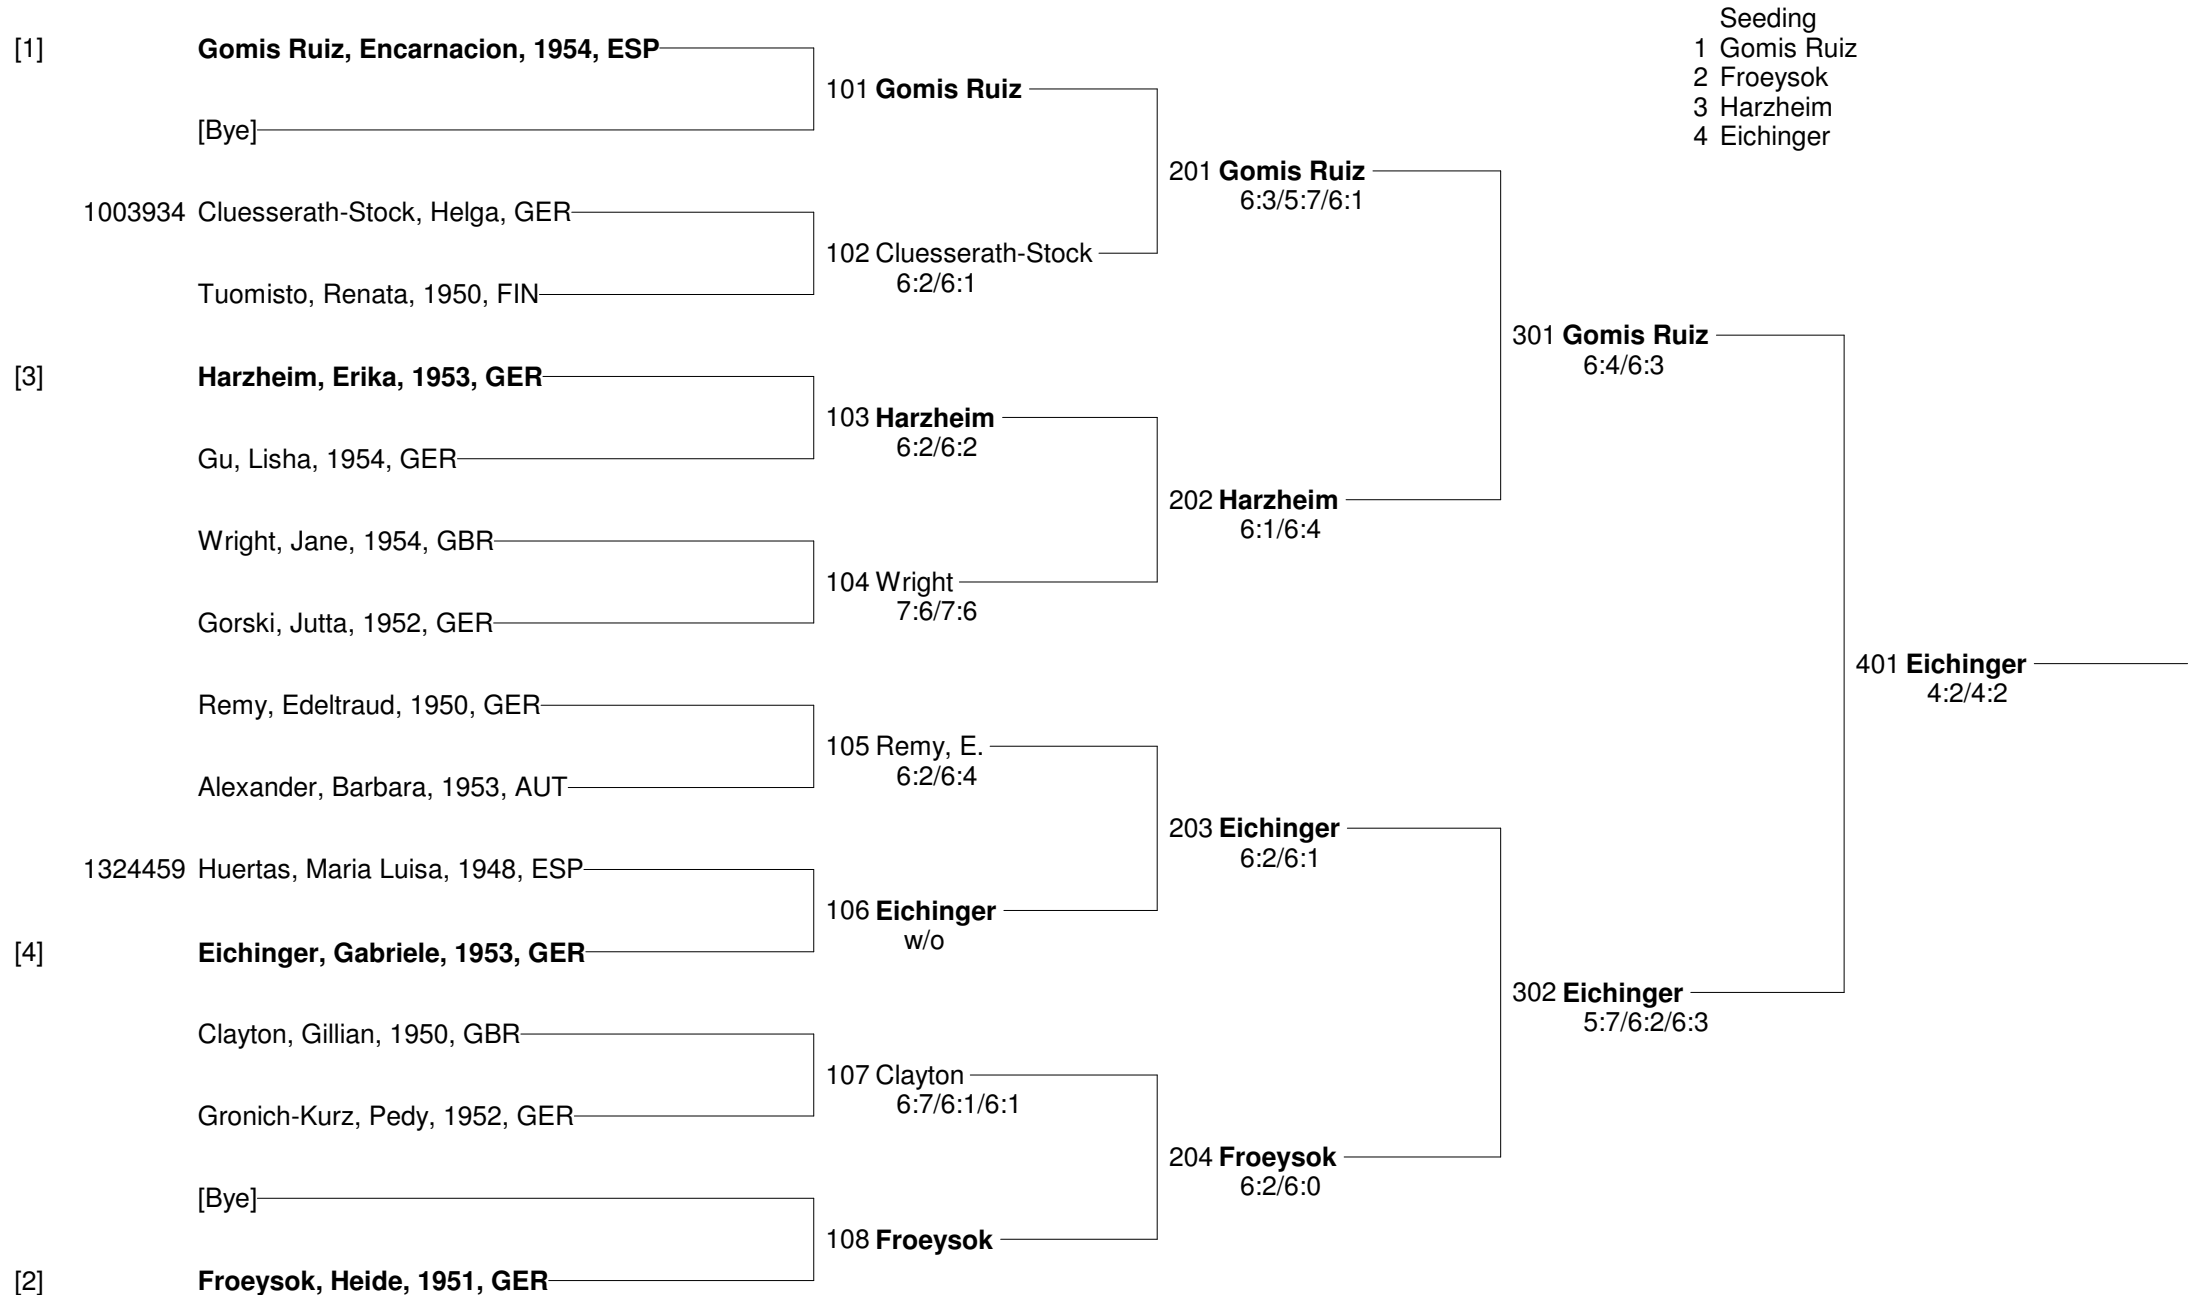 Seeding
1 Gomis Ruiz
2 Froeysok
3 Harzheim
4 Eichinger
[1] Gomis Ruiz, Encarnacion, 1954, ESP
[Bye]
1003934 Cluesserath-Stock, Helga, GER
Tuomisto, Renata, 1950, FIN
[3] Harzheim, Erika, 1953, GER
Gu, Lisha, 1954, GER
Wright, Jane, 1954, GBR
Gorski, Jutta, 1952, GER
Remy, Edeltraud, 1950, GER
Alexander, Barbara, 1953, AUT
1324459 Huertas, Maria Luisa, 1948, ESP
[4] Eichinger, Gabriele, 1953, GER
Clayton, Gillian, 1950, GBR
Gronich-Kurz, Pedy, 1952, GER
[Bye]
[2] Froeysok, Heide, 1951, GER
101 Gomis Ruiz
102 Cluesserath-Stock
6:2/6:1
103 Harzheim
6:2/6:2
104 Wright
7:6/7:6
105 Remy, E.
6:2/6:4
106 Eichinger
w/o
107 Clayton
6:7/6:1/6:1
108 Froeysok
201 Gomis Ruiz
6:3/5:7/6:1
202 Harzheim
6:1/6:4
203 Eichinger
6:2/6:1
204 Froeysok
6:2/6:0
301 Gomis Ruiz
6:4/6:3
302 Eichinger
5:7/6:2/6:3
401 Eichinger
4:2/4:2